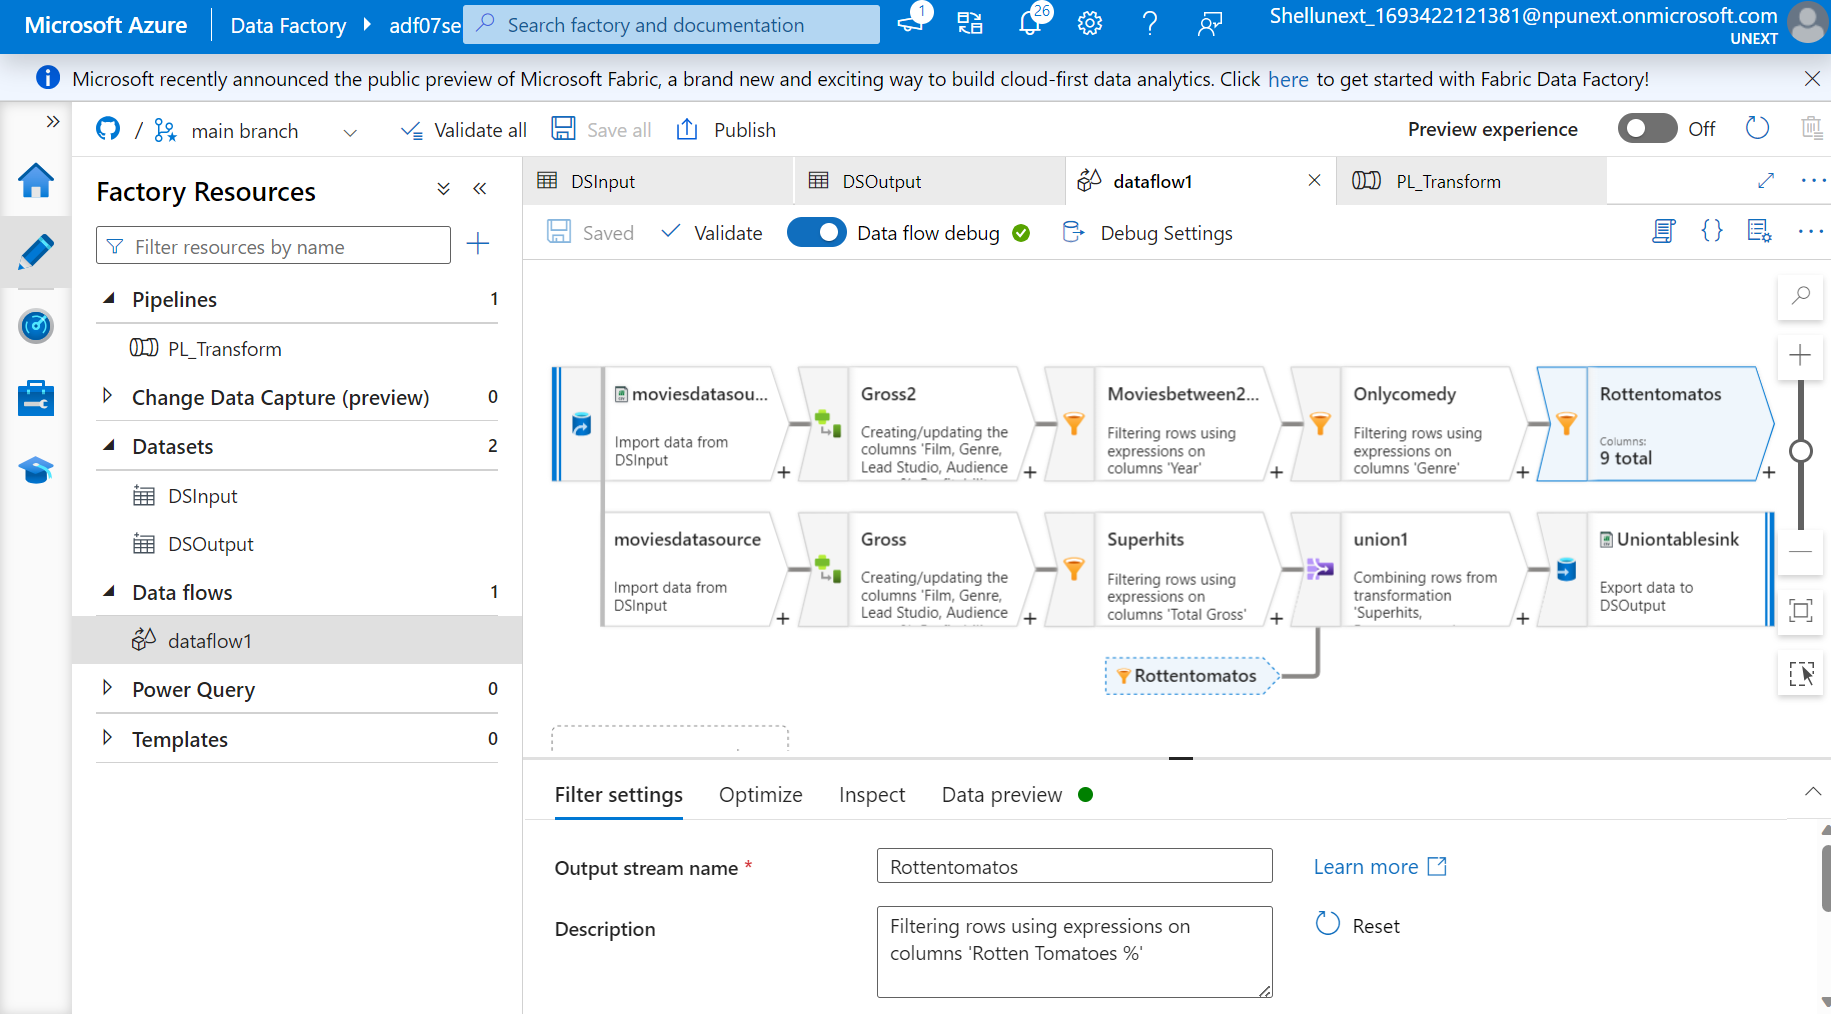 Microsoft Azure
Data Factory
adf07se
Search factory and documentation
1
26
Shellunext_1693422121381@npunext.onmicrosoft.com
UNEXT
Microsoft recently announced the public preview of Microsoft Fabric, a brand new and exciting way to build cloud-first data analytics. Click here to get started with Fabric Data Factory!
/ main branch
Validate all
Save all
Publish
Preview experience
Off
Factory Resources
Filter resources by name
Pipelines 1
PL_Transform
Change Data Capture (preview) 0
Datasets 2
DSInput
DSOutput
Data flows 1
dataflow1
Power Query 0
Templates 0
DSInput
DSOutput
dataflow1
PL_Transform
Saved
Validate
Data flow debug
Debug Settings
moviesdatasou...
Import data from
DSInput
Gross2
Creating/updating the
columns 'Film, Genre,
Lead Studio, Audience
Moviesbetween2...
Filtering rows using
expressions on
columns 'Year'
Onlycomedy
Filtering rows using
expressions on
columns 'Genre'
Rottentomatos
Columns:
9 total
moviesdatasource
Import data from
DSInput
Gross
Creating/updating the
columns 'Film, Genre,
Lead Studio, Audience
Superhits
Filtering rows using
expressions on
columns 'Total Gross'
union1
Combining rows from
transformation
'Superhits,
Uniontablesink
Export data to
DSOutput
Rottentomatos
Filter settings
Optimize
Inspect
Data preview
Output stream name *
Rottentomatos
Learn more
Description
Filtering rows using expressions on
columns 'Rotten Tomatoes %'
Reset